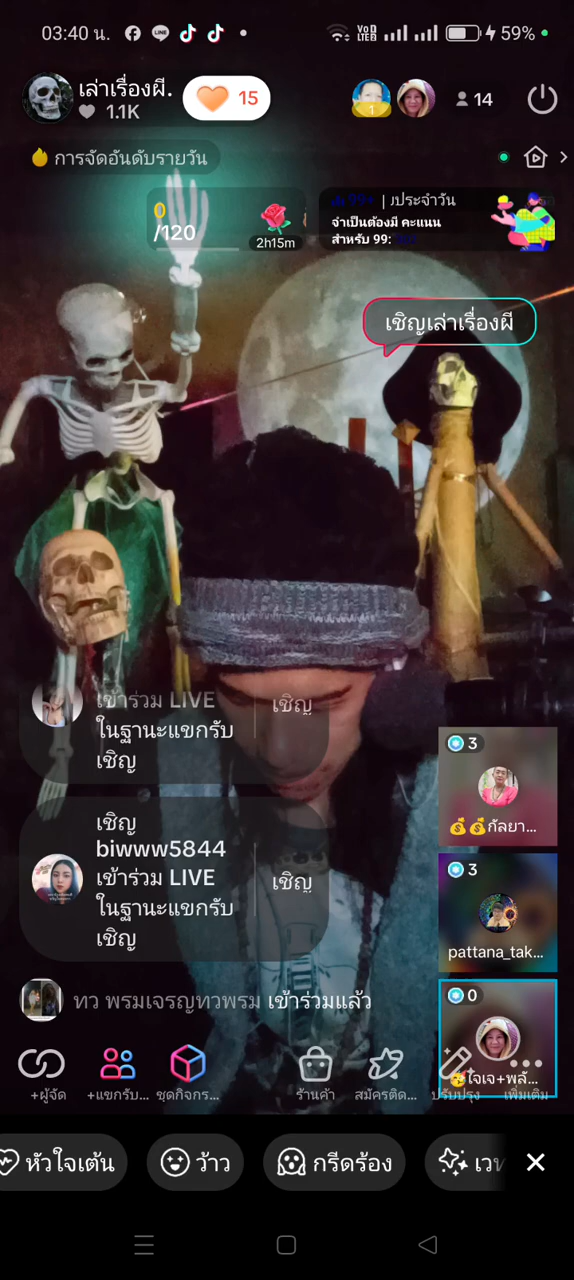 03:40 น.
VoD LTE2
59%
เล่าเรื่องผี.
1.1K
15
1
14
การจัดอันดับรายวัน
0
/120
2h15m
| ประจำวัน
จำเป็นต้องมี คะแนน
สำหรับ 99:
เชิญเล่าเรื่องผี
เข้าร่วม LIVE
ในฐานะแขกรับ
เชิญ
เชิญ
เชิญ
biwww5844
เข้าร่วม LIVE
ในฐานะแขกรับ
เชิญ
เชิญ
3
💰💰กัลยา...
3
pattana_tak...
0
🥳ใจเจ+พลั...
ทว พรมเจรญทวพรม เข้าร่วมแล้ว
+ผู้จัด
+แขกรับ...
ชุดกิจกร...
ร้านค้า
สมัครติด...
ปรับปรุง
เพิ่มเติม
หัวใจเต้น
ว้าว
กรีดร้อง